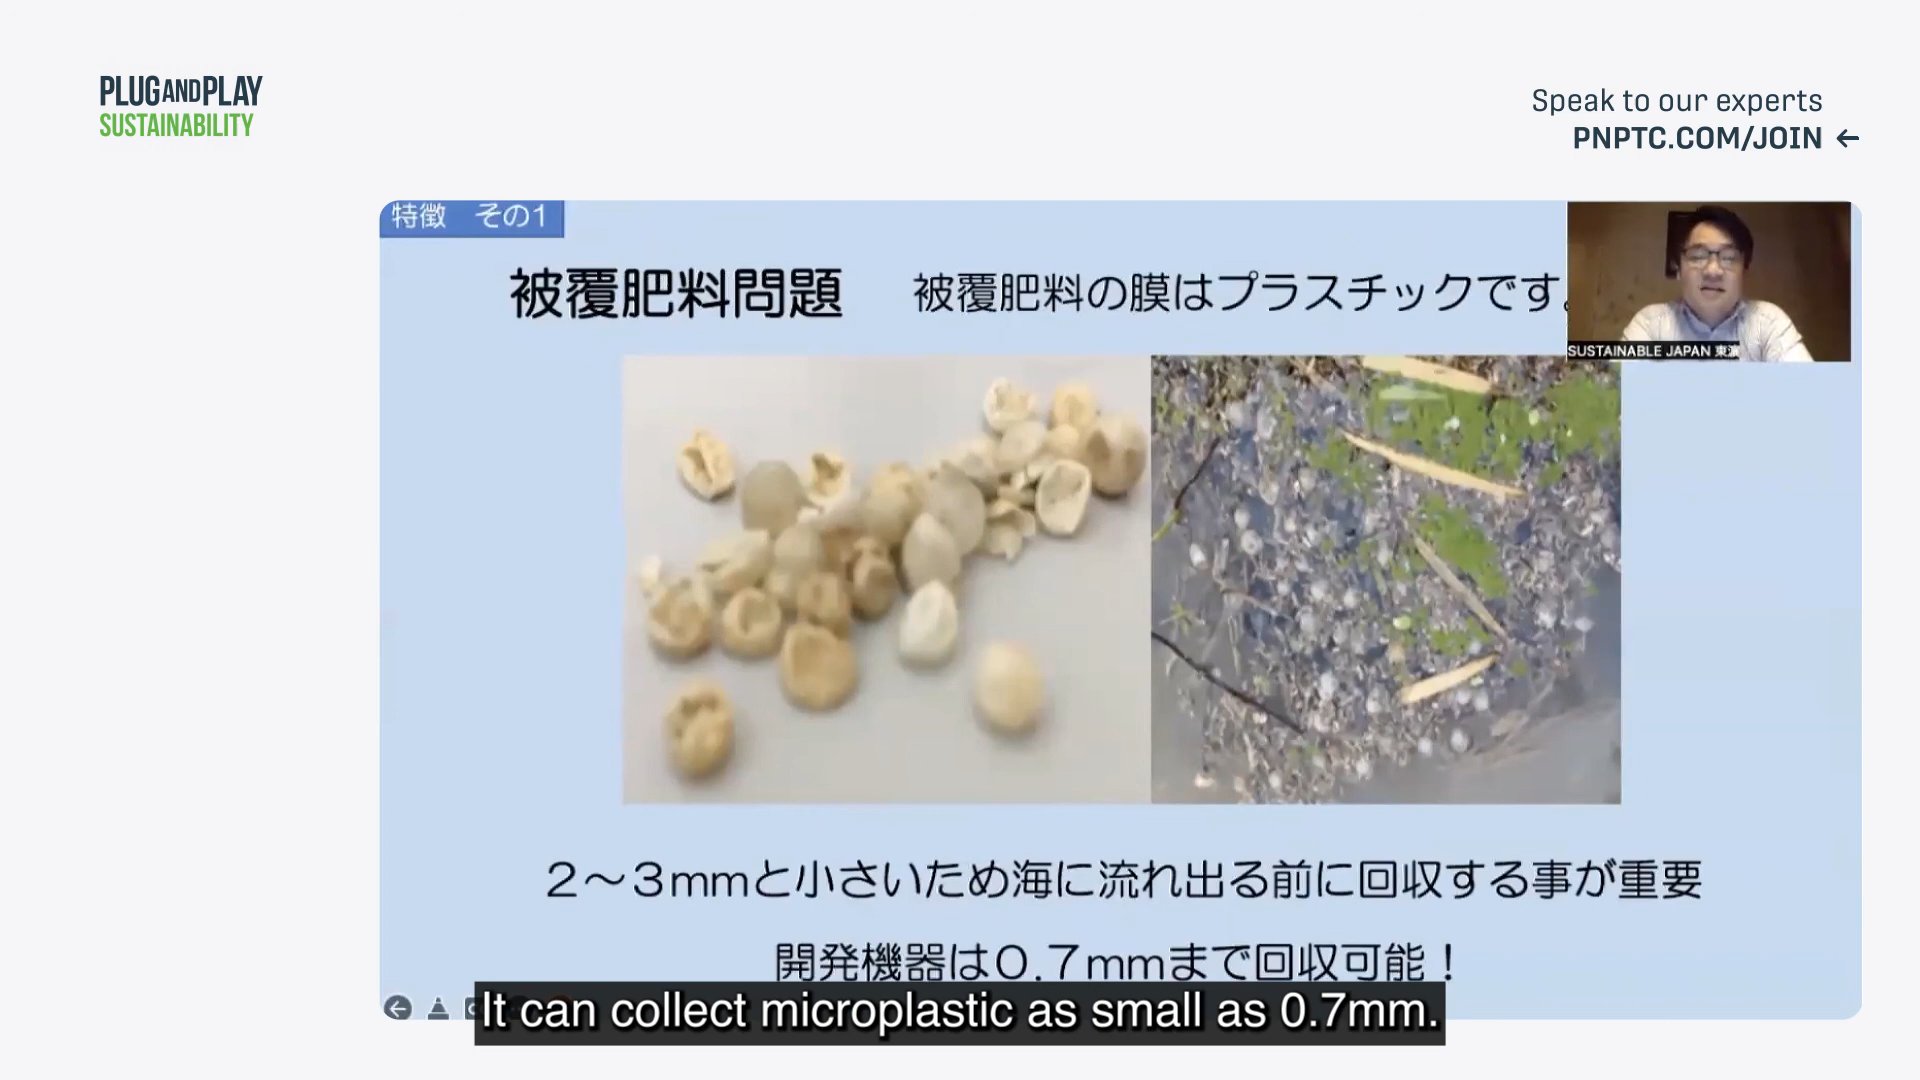 PLUGANDPLAY
SUSTAINABILITY
Speak to our experts
PNPTC.COM/JOIN ←
特徴 その1
被覆肥料問題 被覆肥料の膜はプラスチックです。
SUSTAINABLE JAPAN 東濵
２～３mmと小さいため海に流れ出る前に回収する事が重要
開発機器は０.７mmまで回収可能！
It can collect microplastic as small as 0.7mm.